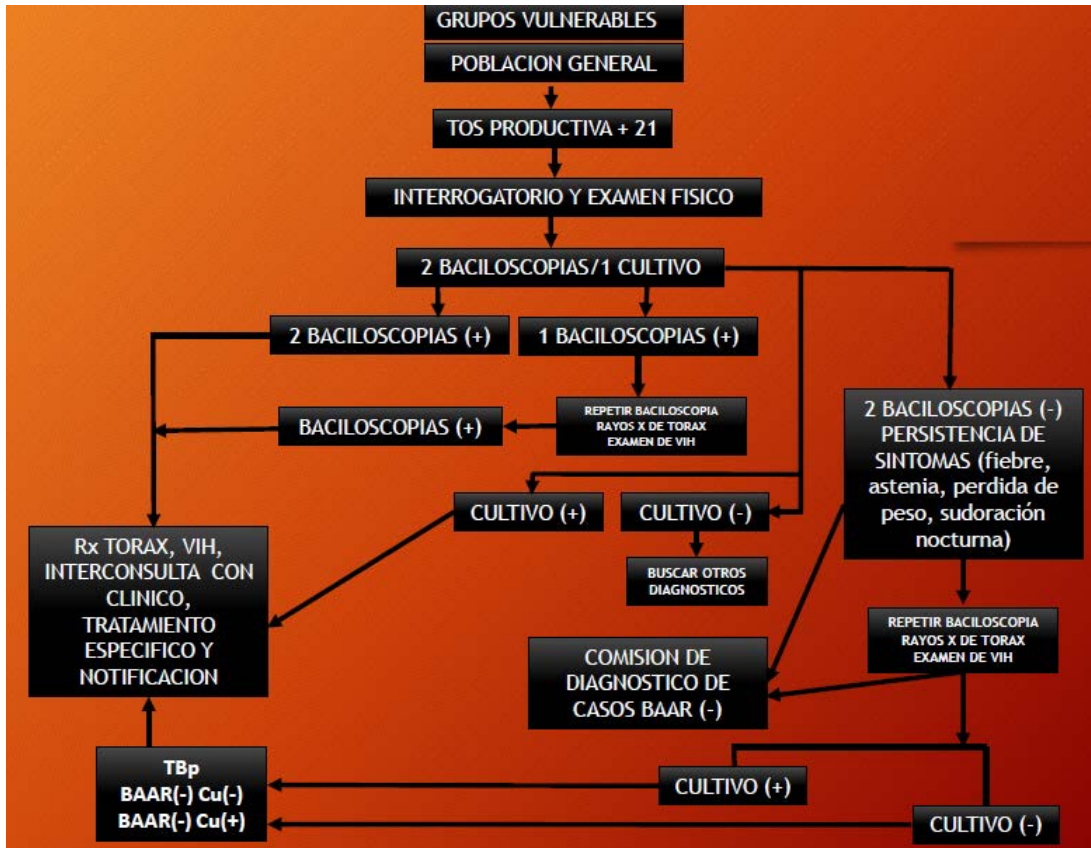 GRUPOS VULNERABLES
POBLACION GENERAL
TOS PRODUCTIVA + 21
INTERROGATORIO Y EXAMEN FISICO
2 BACILOSCOPIAS/1 CULTIVO
2 BACILOSCOPIAS (+)
1 BACILOSCOPIAS (+)
BACILOSCOPIAS (+)
REPETIR BACILOSCOPIA
RAYOS X DE TORAX
EXAMEN DE VIH
2 BACILOSCOPIAS (-)
PERSISTENCIA DE
SINTOMAS (fiebre,
astenia, perdida de
peso, sudoración
nocturna)
CULTIVO (+)
CULTIVO (-)
BUSCAR OTROS
DIAGNOSTICOS
Rx TORAX, VIH,
INTERCONSULTA CON
CLINICO,
TRATAMIENTO
ESPECIFICO Y
NOTIFICACION
REPETIR BACILOSCOPIA
RAYOS X DE TORAX
EXAMEN DE VIH
COMISION DE
DIAGNOSTICO DE
CASOS BAAR (-)
TBp
BAAR(-) Cu(-)
BAAR(-) Cu(+)
CULTIVO (+)
CULTIVO (-)